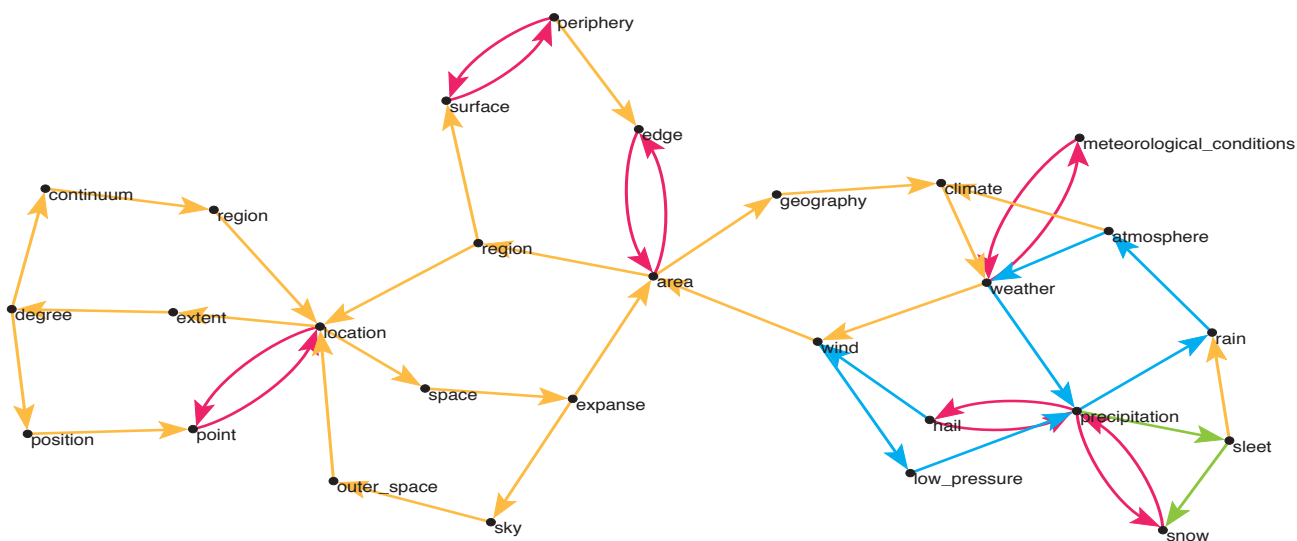 periphery
surface
edge
meteorological_conditions
continuum
climate
region
geography
atmosphere
region
area
weather
degree
extent
location
wind
rain
space
expanse
precipitation
position
point
hail
sleet
low_pressure
outer_space
sky
snow